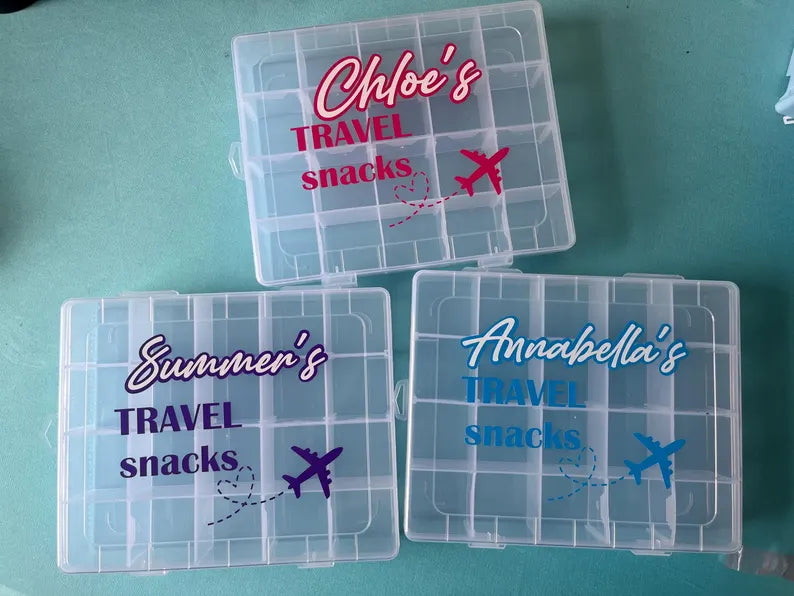 Chloe's
TRAVEL
snacks
Summer's
TRAVEL
snacks
Annabella's
TRAVEL
snacks